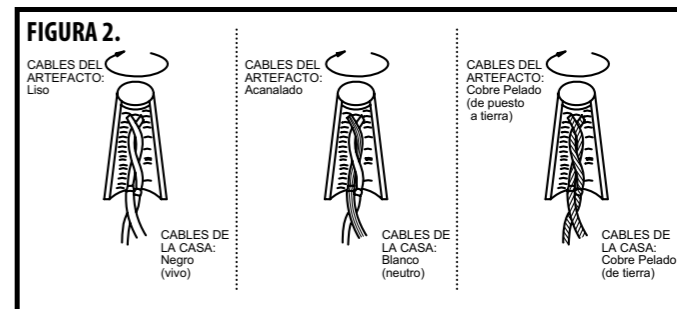 FIGURA 2.
CABLES DEL
ARTEFACTO:
Liso
CABLES DE
LA CASA:
Negro
(vivo)
CABLES DEL
ARTEFACTO:
Acanalado
CABLES DE
LA CASA:
Blanco
(neutro)
CABLES DEL
ARTEFACTO:
Cobre Pelado
(de puesto
a tierra)
CABLES DE
LA CASA:
Cobre Pelado
(de tierra)